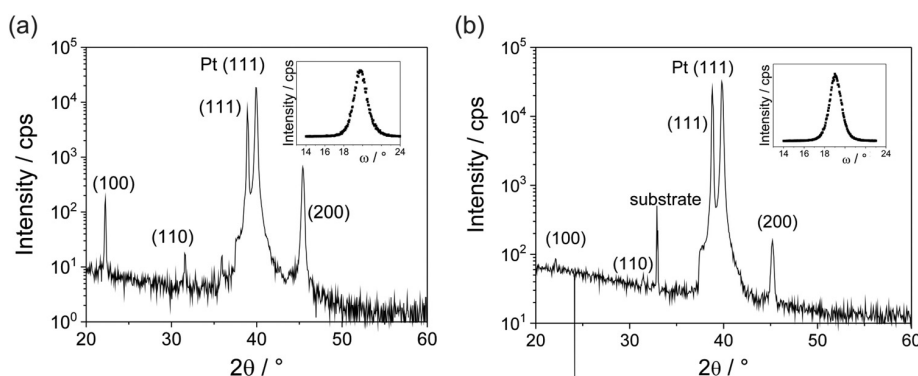 (a)
Intensity / cps
10⁵
10⁴
10³
10²
10¹
10⁰
20
30
40
50
60
2θ / °
(100)
(110)
(111)
Pt (111)
(200)
Intensity / cps
14 16 18 20 24
ω / °
(b)
Intensity / cps
10⁵
10⁴
10³
10²
10¹
20
30
40
50
60
2θ / °
(100)
(110)
substrate
(111)
Pt (111)
(200)
Intensity / cps
14 16 18 20 24
ω / °